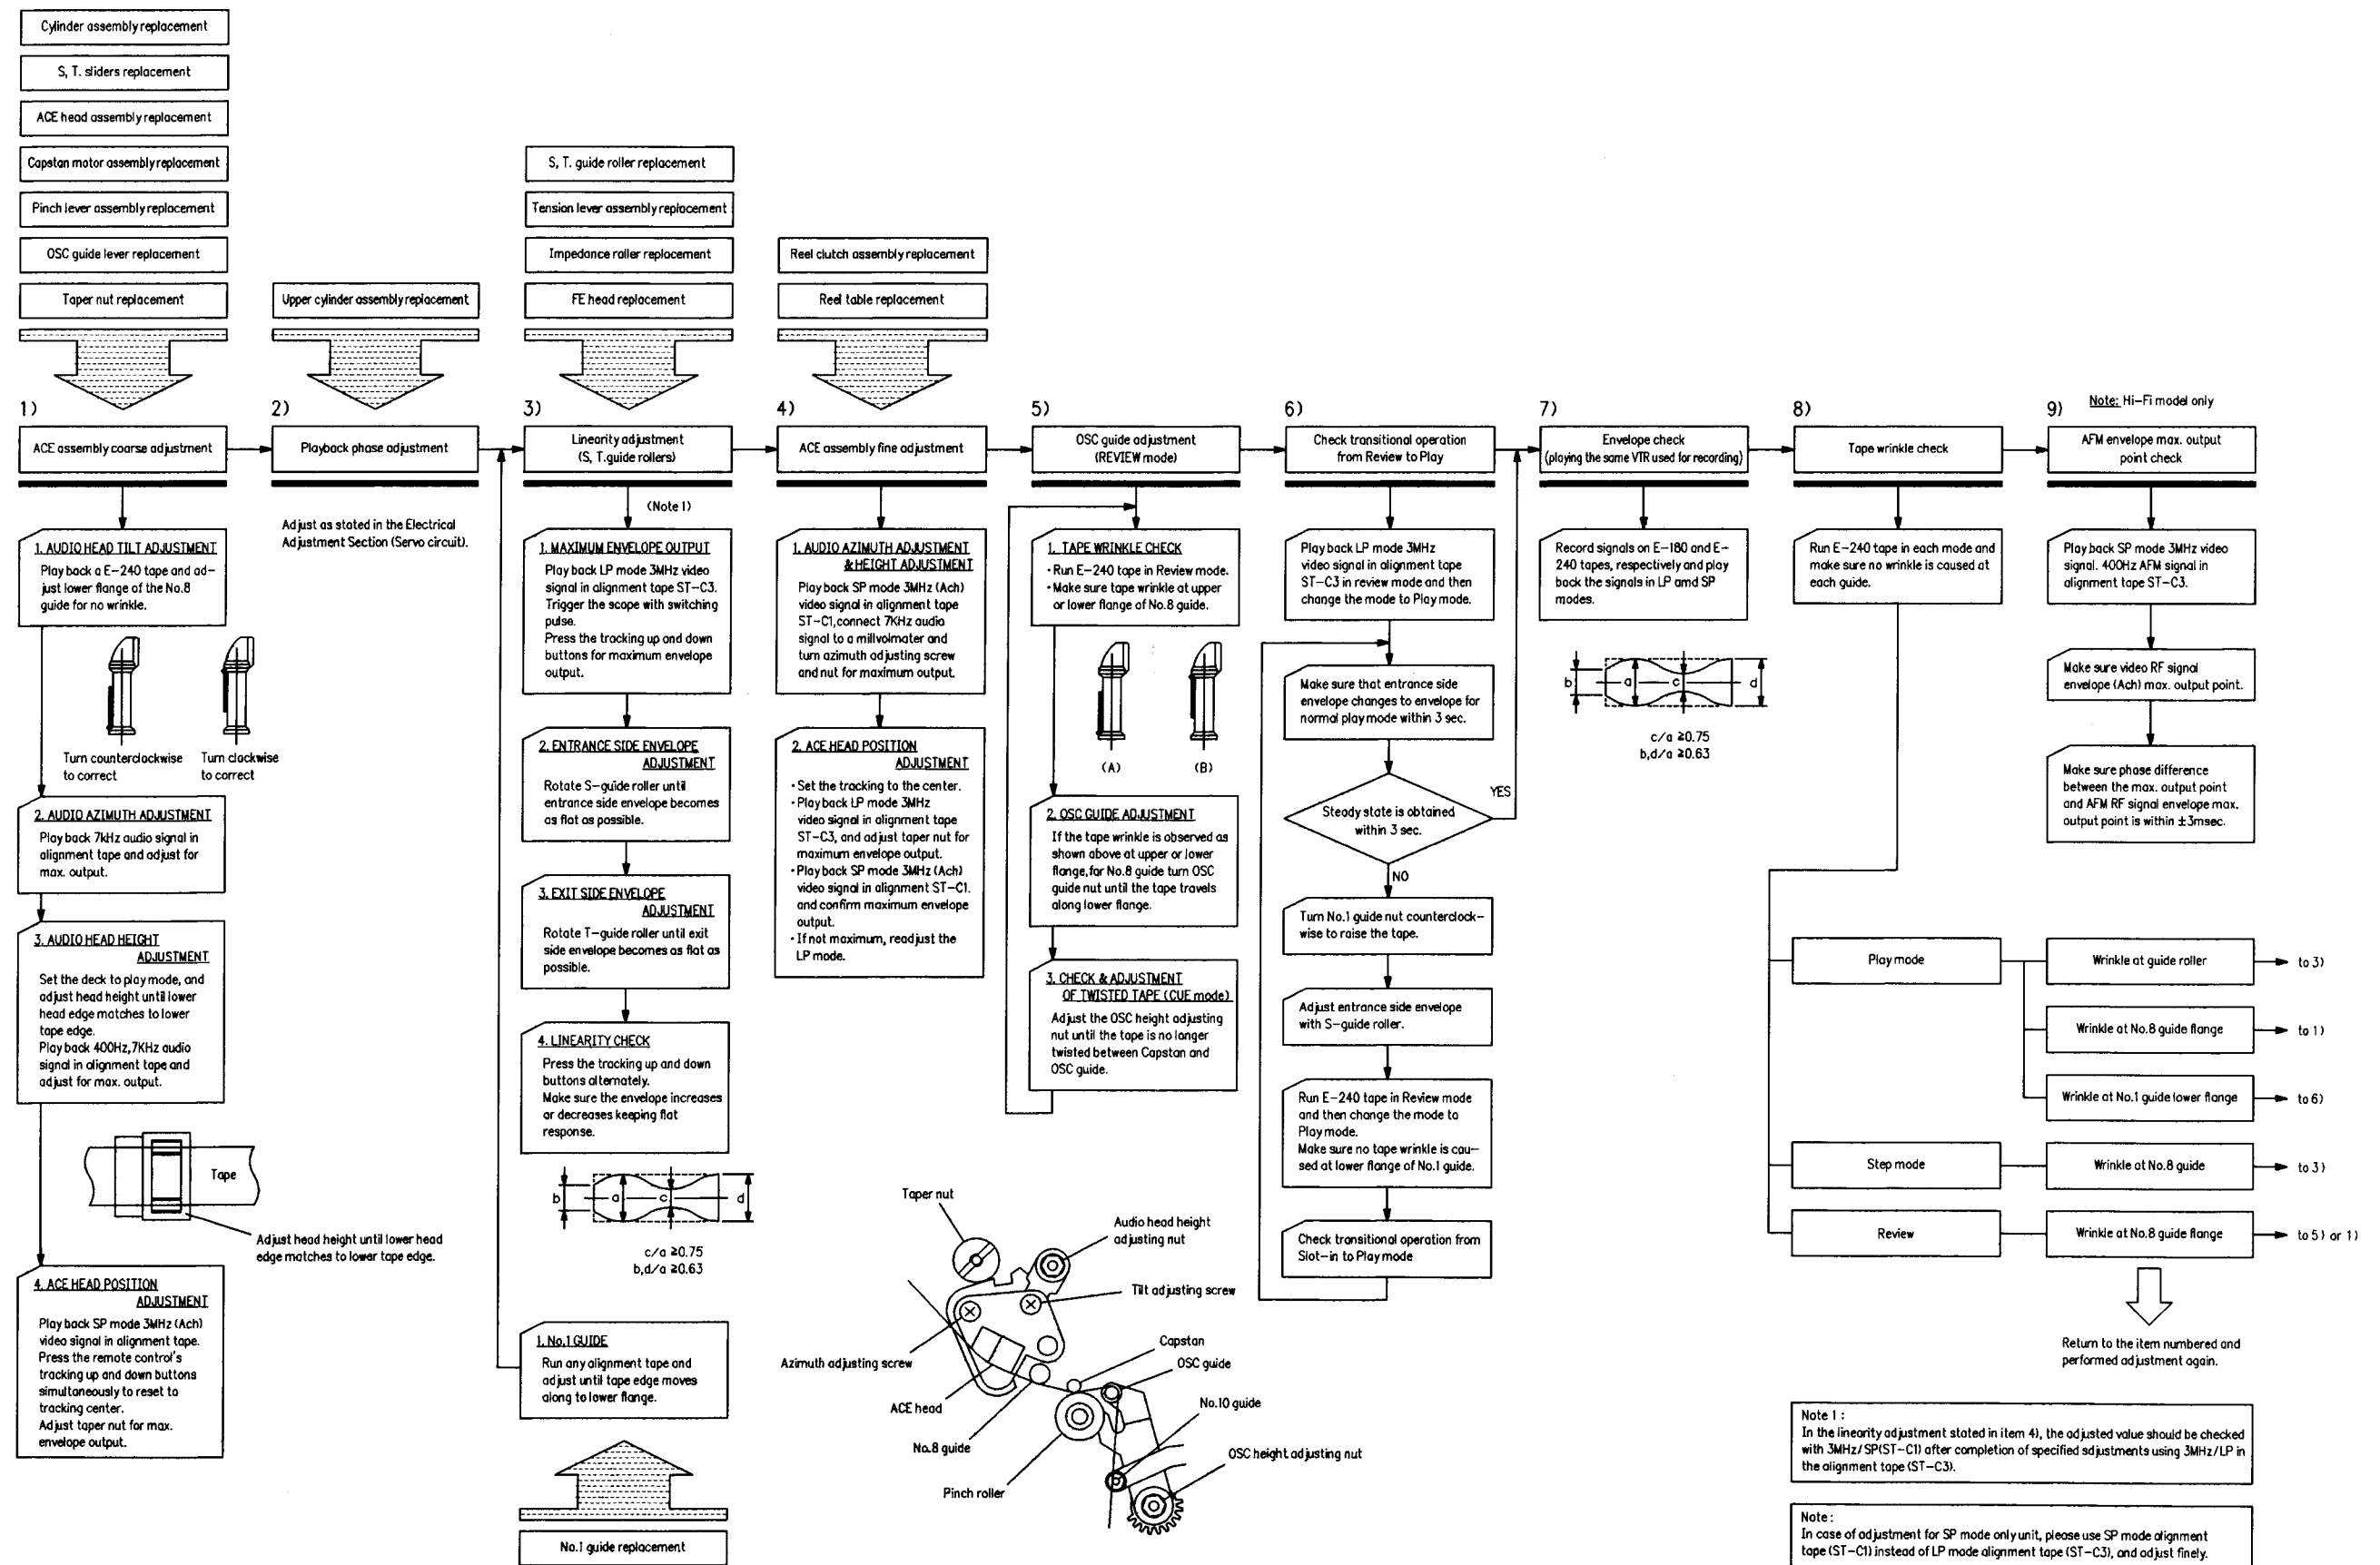 Cylinder assembly replacement
S, T. sliders replacement
ACE head assembly replacement
Capstan motor assembly replacement
Pinch lever assembly replacement
OSC guide lever replacement
Taper nut replacement
Upper cylinder assembly replacement
S, T. guide roller replacement
Tension lever assembly replacement
Impedance roller replacement
FE head replacement
Reel clutch assembly replacement
Reel table replacement
1)
ACE assembly coarse adjustment
1. AUDIO HEAD TILT ADJUSTMENT
Play back a E-240 tape and ad-
just lower flange of the No.8
guide for no wrinkle.
Turn counterclockwise
to correct
Turn clockwise
to correct
2. AUDIO AZIMUTH ADJUSTMENT
Play back 7kHz audio signal in
alignment tape and adjust for
max. output.
3. AUDIO HEAD HEIGHT
ADJUSTMENT
Set the deck to play mode, and
adjust head height until lower
head edge matches to lower
tape edge.
Play back 400Hz,7KHz audio
signal in alignment tape and
adjust for max. output.
Tape
Adjust head height until lower head
edge matches to lower tape edge.
4. ACE HEAD POSITION
ADJUSTMENT
Play back SP mode 3MHz (Ach)
video signal in alignment tape.
Press the remote control's
tracking up and down buttons
simultaneously to reset to
tracking center.
Adjust taper nut for max.
envelope output.
2)
Playback phase adjustment
Adjust as stated in the Electrical
Adjustment Section (Servo circuit).
3)
Linearity adjustment
(S, T.guide rollers)
(Note 1)
1. MAXIMUM ENVELOPE OUTPUT
Play back LP mode 3MHz video
signal in alignment tape ST-C3.
Trigger the scope with switching
pulse.
Press the tracking up and down
buttons for maximum envelope
output.
2. ENTRANCE SIDE ENVELOPE
ADJUSTMENT
Rotate S-guide roller until
entrance side envelope becomes
as flat as possible.
3. EXIT SIDE ENVELOPE
ADJUSTMENT
Rotate T-guide roller until exit
side envelope becomes as flat as
possible.
4. LINEARITY CHECK
Press the tracking up and down
buttons alternately.
Make sure the envelope increases
or decreases keeping flat
response.
b a c d
c/a ≥0.75
b,d/a ≥0.63
1. No.1 GUIDE
Run any alignment tape and
adjust until tape edge moves
along to lower flange.
No.1 guide replacement
4)
ACE assembly fine adjustment
1. AUDIO AZIMUTH ADJUSTMENT
& HEIGHT ADJUSTMENT
Play back SP mode 3MHz (Ach)
video signal in alignment tape
ST-C1,connect 7KHz audio
signal to a millvolmater and
turn azimuth adjusting screw
and nut for maximum output.
2. ACE HEAD POSITION
ADJUSTMENT
· Set the tracking to the center.
· Play back LP mode 3MHz
video signal in alignment tape
ST-C3, and adjust taper nut for
maximum envelope output.
· Play back SP mode 3MHz (Ach)
video signal in alignment ST-C1.
and confirm maximum envelope
output.
· If not maximum, readjust the
LP mode.
5)
OSC guide adjustment
(REVIEW mode)
1. TAPE WRINKLE CHECK
· Run E-240 tape in Review mode.
· Make sure tape wrinkle at upper
or lower flange of No.8 guide.
(A) (B)
2. OSC GUIDE ADJUSTMENT
If the tape wrinkle is observed as
shown above at upper or lower
flange,for No.8 guide turn OSC
guide nut until the tape travels
along lower flange.
3. CHECK & ADJUSTMENT
OF TWISTED TAPE (CUE mode)
Adjust the OSC height adjusting
nut until the tape is no longer
twisted between Capstan and
OSC guide.
Taper nut
Audio head height
adjusting nut
Tilt adjusting screw
Azimuth adjusting screw
Capstan
OSC guide
ACE head
No.10 guide
No.8 guide
OSC height adjusting nut
Pinch roller
6)
Check transitional operation
from Review to Play
Play back LP mode 3MHz
video signal in alignment tape
ST-C3 in review mode and then
change the mode to Play mode.
Make sure that entrance side
envelope changes to envelope for
normal play mode within 3 sec.
Steady state is obtained
within 3 sec.
YES
NO
Turn No.1 guide nut counterclock-
wise to raise the tape.
Adjust entrance side envelope
with S-guide roller.
Run E-240 tape in Review mode
and then change the mode to
Play mode.
Make sure no tape wrinkle is cau-
sed at lower flange of No.1 guide.
Check transitional operation from
Slot-in to Play mode
7)
Envelope check
(playing the same VTR used for recording)
Record signals on E-180 and E-
240 tapes, respectively and play
back the signals in LP amd SP
modes.
b a c d
c/a ≥0.75
b,d/a ≥0.63
8)
Tape wrinkle check
Run E-240 tape in each mode and
make sure no wrinkle is caused at
each guide.
Play mode
Wrinkle at guide roller
to 3)
Wrinkle at No.8 guide flange
to 1)
Wrinkle at No.1 guide lower flange
to 6)
Step mode
Wrinkle at No.8 guide
to 3)
Review
Wrinkle at No.8 guide flange
to 5) or 1)
Return to the item numbered and
performed adjustment again.
9)
Note: Hi-Fi model only
AFM envelope max. output
point check
Play back SP mode 3MHz video
signal. 400Hz AFM signal in
alignment tape ST-C3.
Make sure video RF signal
envelope (Ach) max. output point.
Make sure phase difference
between the max. output point
and AFM RF signal envelope max.
output point is within ±3msec.
Note 1 :
In the linearity adjustment stated in item 4), the adjusted value should be checked
with 3MHz/SP(ST-C1) after completion of specified sdjustments using 3MHz/LP in
the alignment tape (ST-C3).
Note :
In case of adjustment for SP mode only unit, please use SP mode alignment
tape (ST-C1) instead of LP mode alignment tape (ST-C3), and adjust finely.